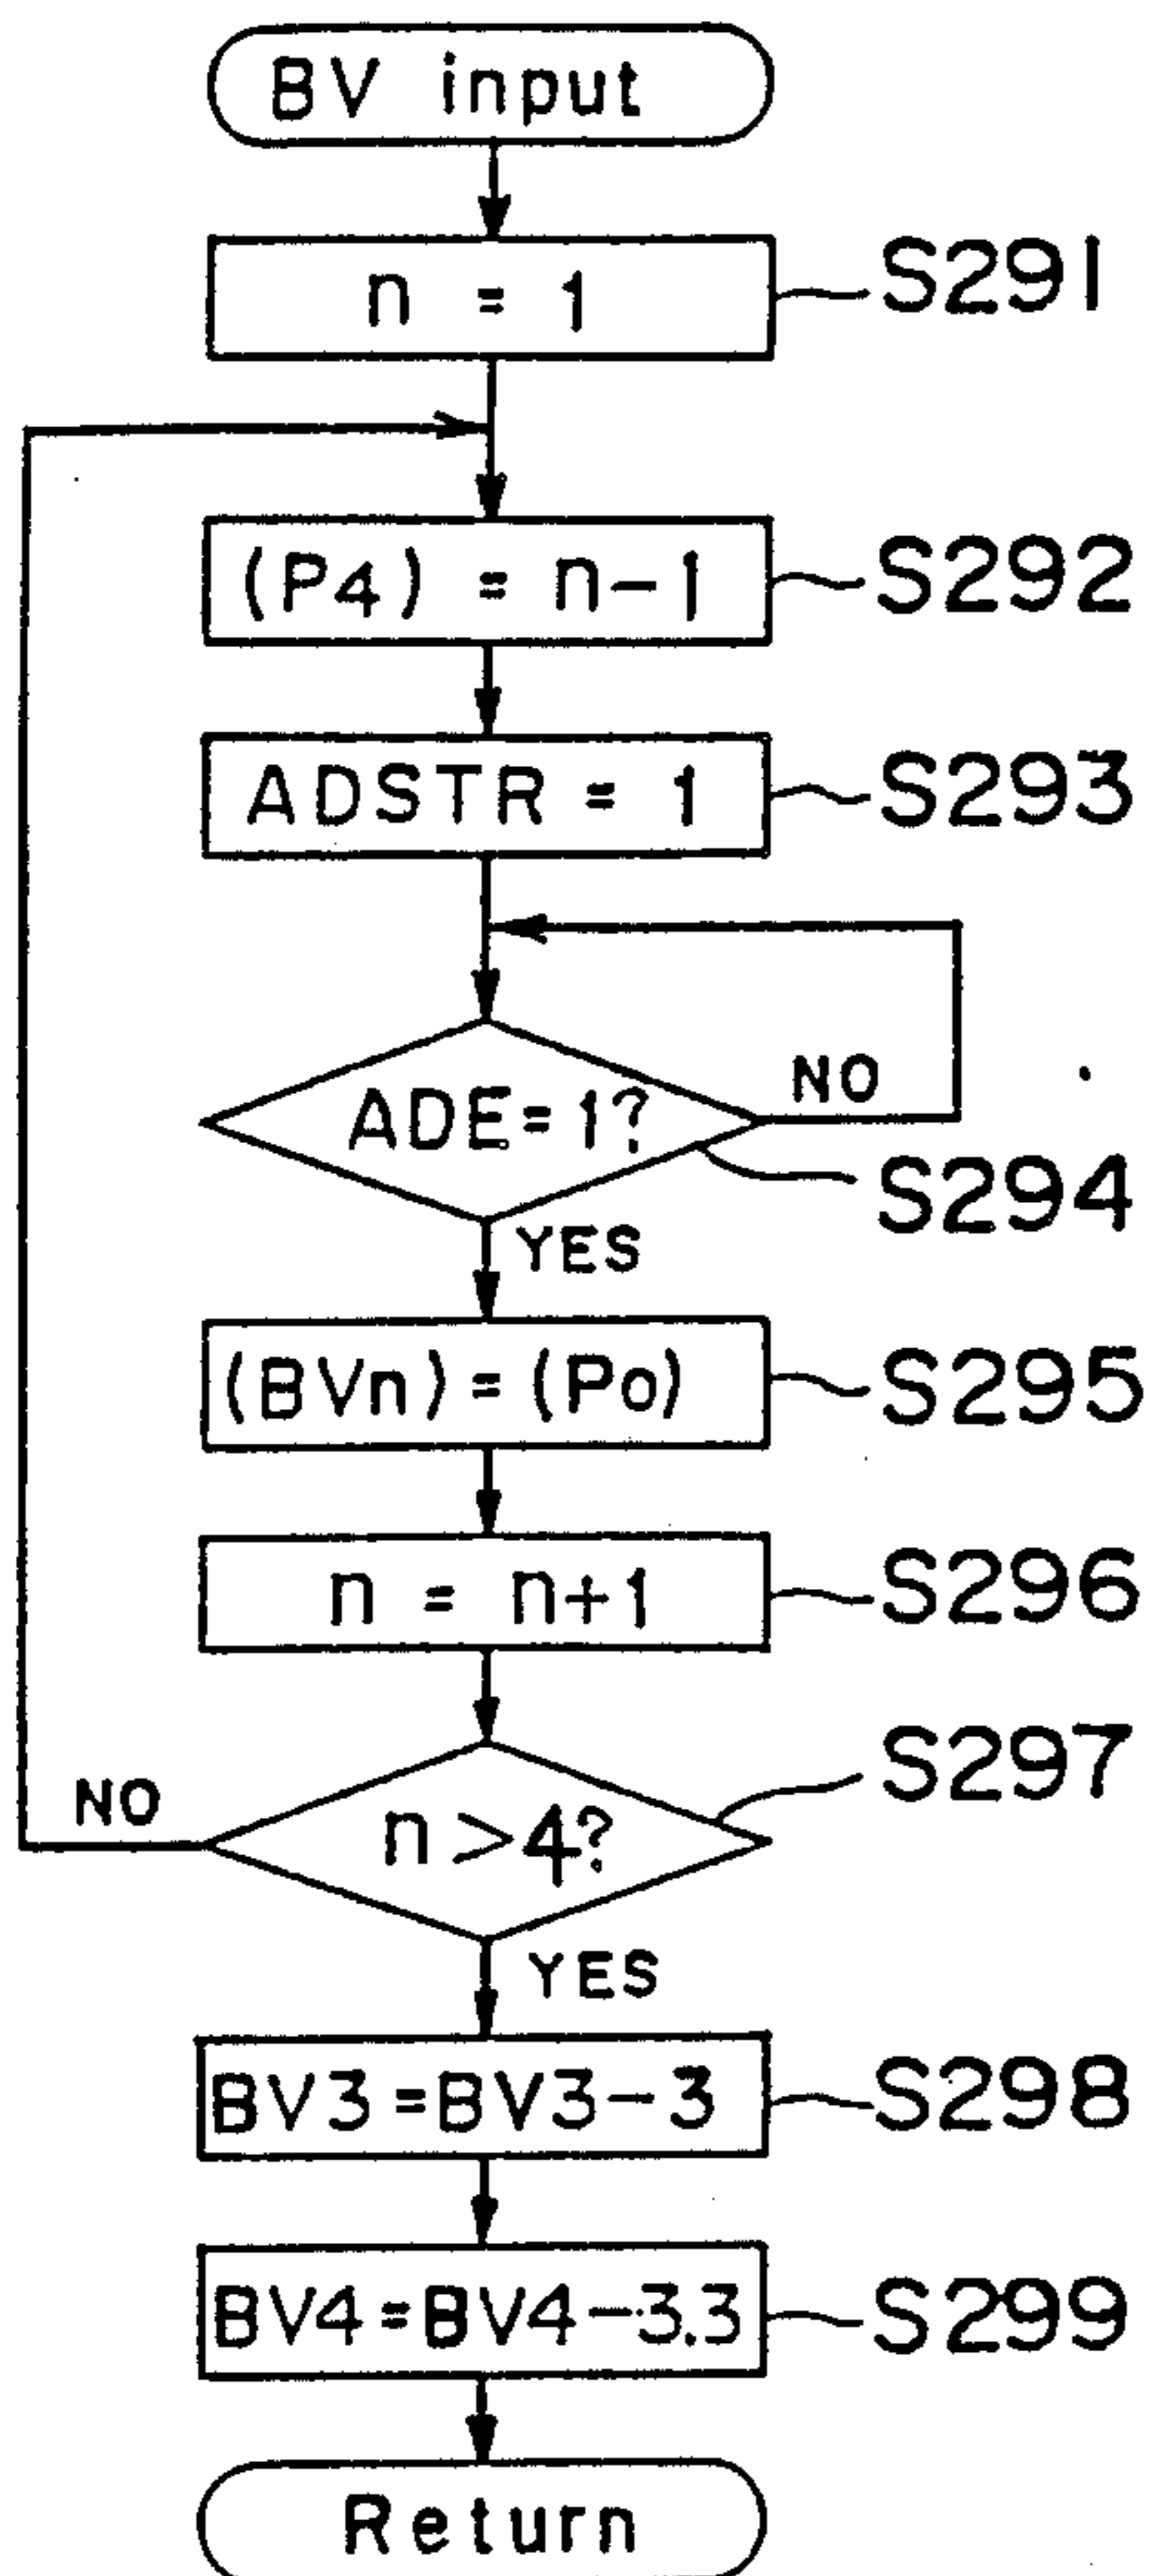 BV input
n = 1
S291
(P4) = n-1
S292
ADSTR = 1
S293
NO
ADE=1?
S294
YES
(BVn)=(Po)
S295
n = n+1
S296
S297
NO
n>4?
YES
BV3=BV3-3
S298
BV4=BV4-3.3
S299
Return